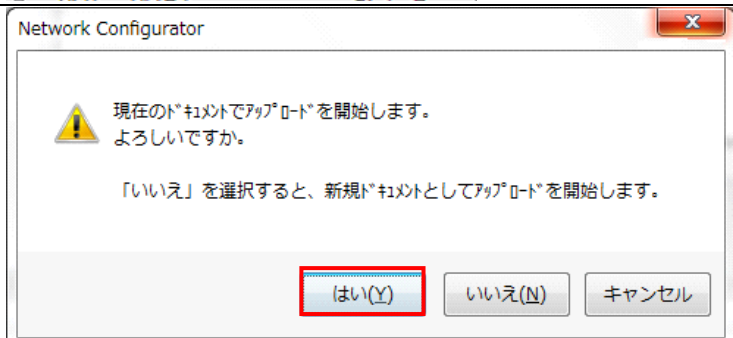 Network Configurator
現在のﾄﾞｷｭﾒﾝﾄでｱｯﾌﾟﾛｰﾄﾞを開始します。
よろしいですか。
「いいえ」を選択すると、新規ﾄﾞｷｭﾒﾝﾄとしてｱｯﾌﾟﾛｰﾄﾞを開始します。
はい(Y) いいえ(N) キャンセル